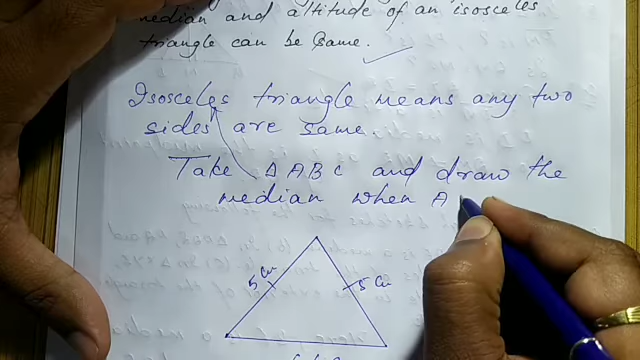 median and altitude of an isosceles
triangle can be same.
Isosceles triangle means any two
sides are same.
Take △ ABC and draw the
median when A
5 cm
5 cm